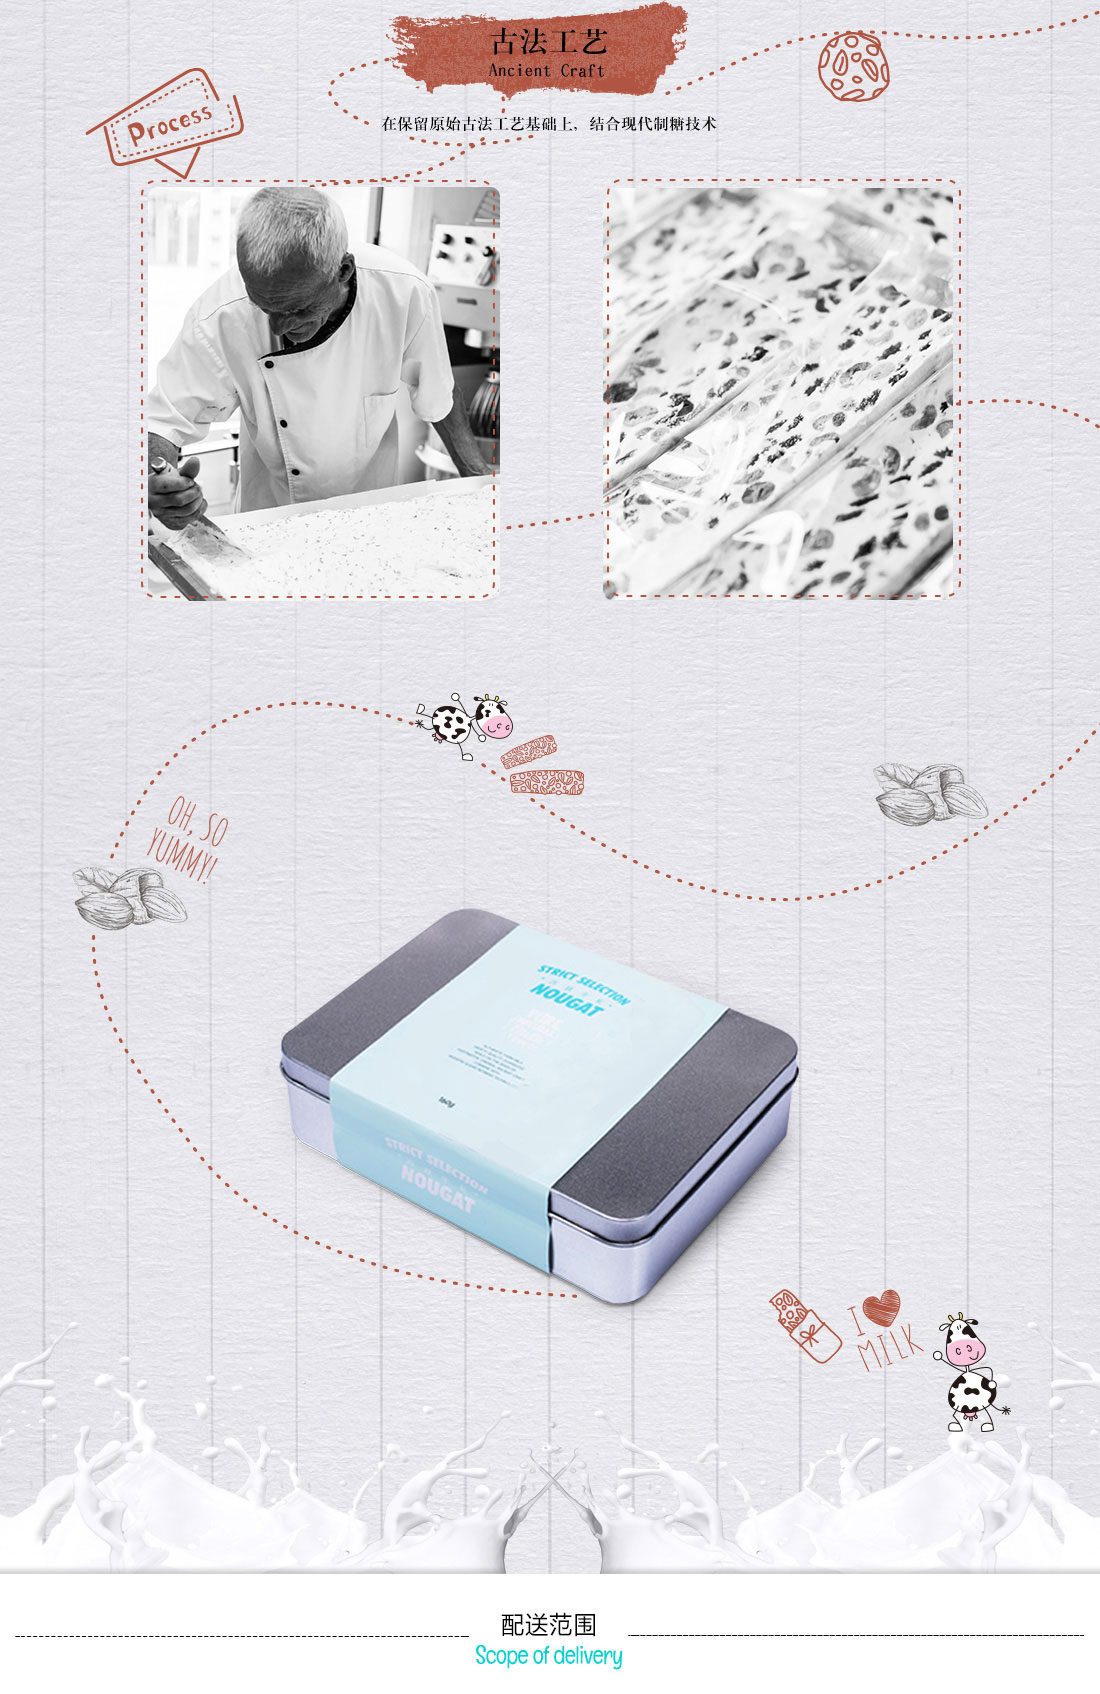 古法工艺
Ancient Craft
在保留原始古法工艺基础上，结合现代制糖技术
Process
OH, SO
YUMMY!
STRICT SELECTION
NOUGAT
STRICT SELECTION
NOUGAT
I
MILK
配送范围
Scope of delivery